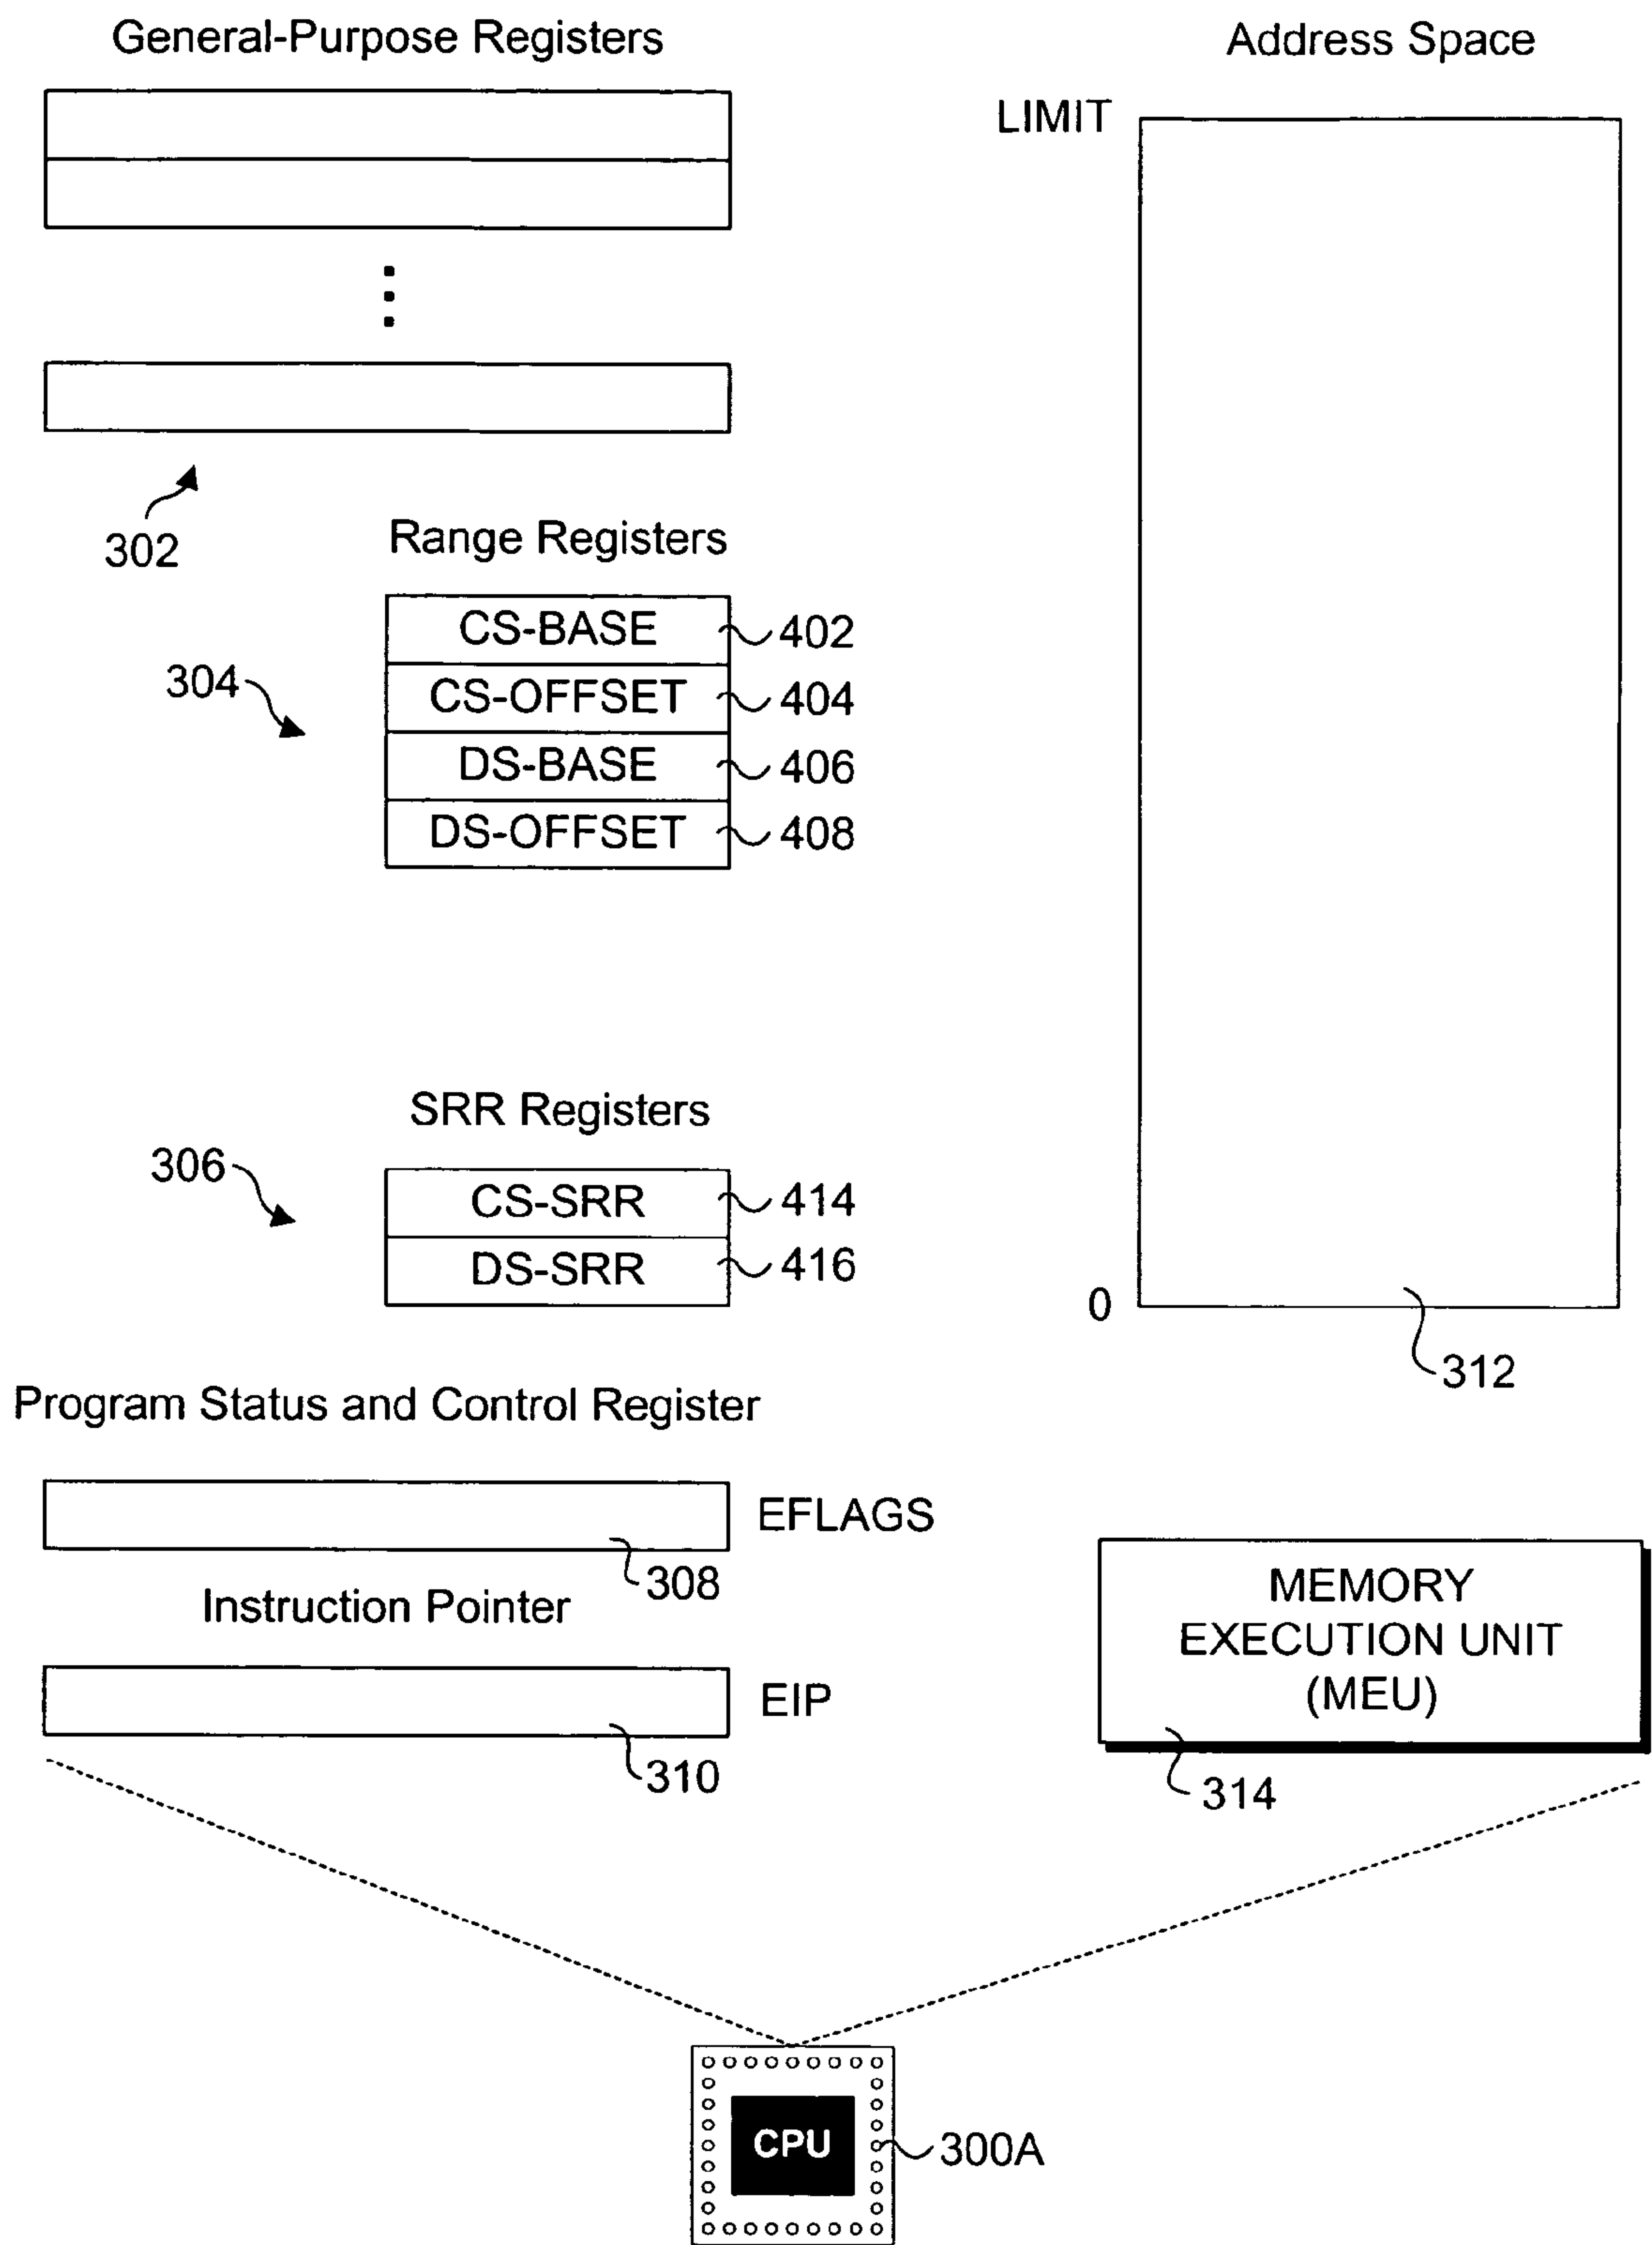 General-Purpose Registers
302
Range Registers
304
CS-BASE 402
CS-OFFSET 404
DS-BASE 406
DS-OFFSET 408
SRR Registers
306
CS-SRR 414
DS-SRR 416
Program Status and Control Register
EFLAGS
308
Instruction Pointer
EIP
310
Address Space
LIMIT
0
312
MEMORY
EXECUTION UNIT
(MEU)
314
CPU
300A